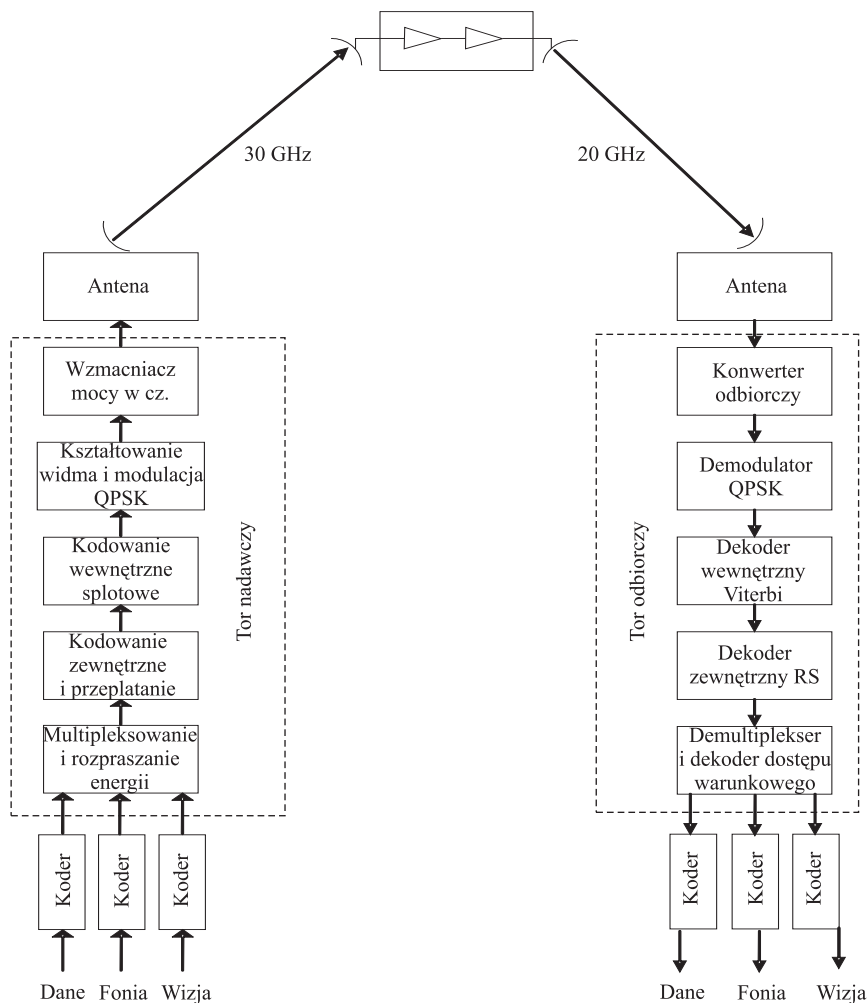 30 GHz
20 GHz
Antena
Wzmacniacz
mocy w cz.
Kształtowanie
widma i modulacja
QPSK
Kodowanie
wewnętrzne
splotowe
Kodowanie
zewnętrzne
i przeplatanie
Multipleksowanie
i rozpraszanie
energii
Tor nadawczy
Koder
Koder
Koder
Dane
Fonia
Wizja
Antena
Konwerter
odbiorczy
Demodulator
QPSK
Dekoder
wewnętrzny
Viterbi
Dekoder
zewnętrzny RS
Demultiplekser
i dekoder dostępu
warunkowego
Tor odbiorczy
Koder
Koder
Koder
Dane
Fonia
Wizja